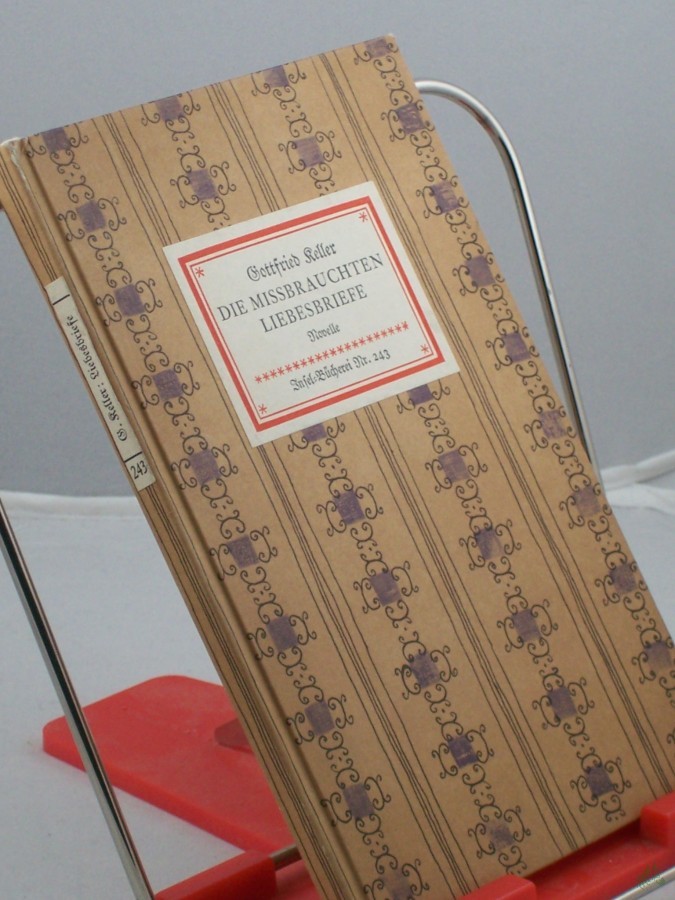 Gottfried Keller
DIE MISSBRAUCHTEN
LIEBESBRIEFE
Novelle
Insel-Bücherei Nr. 243
G. Keller: Liebesbriefe
243